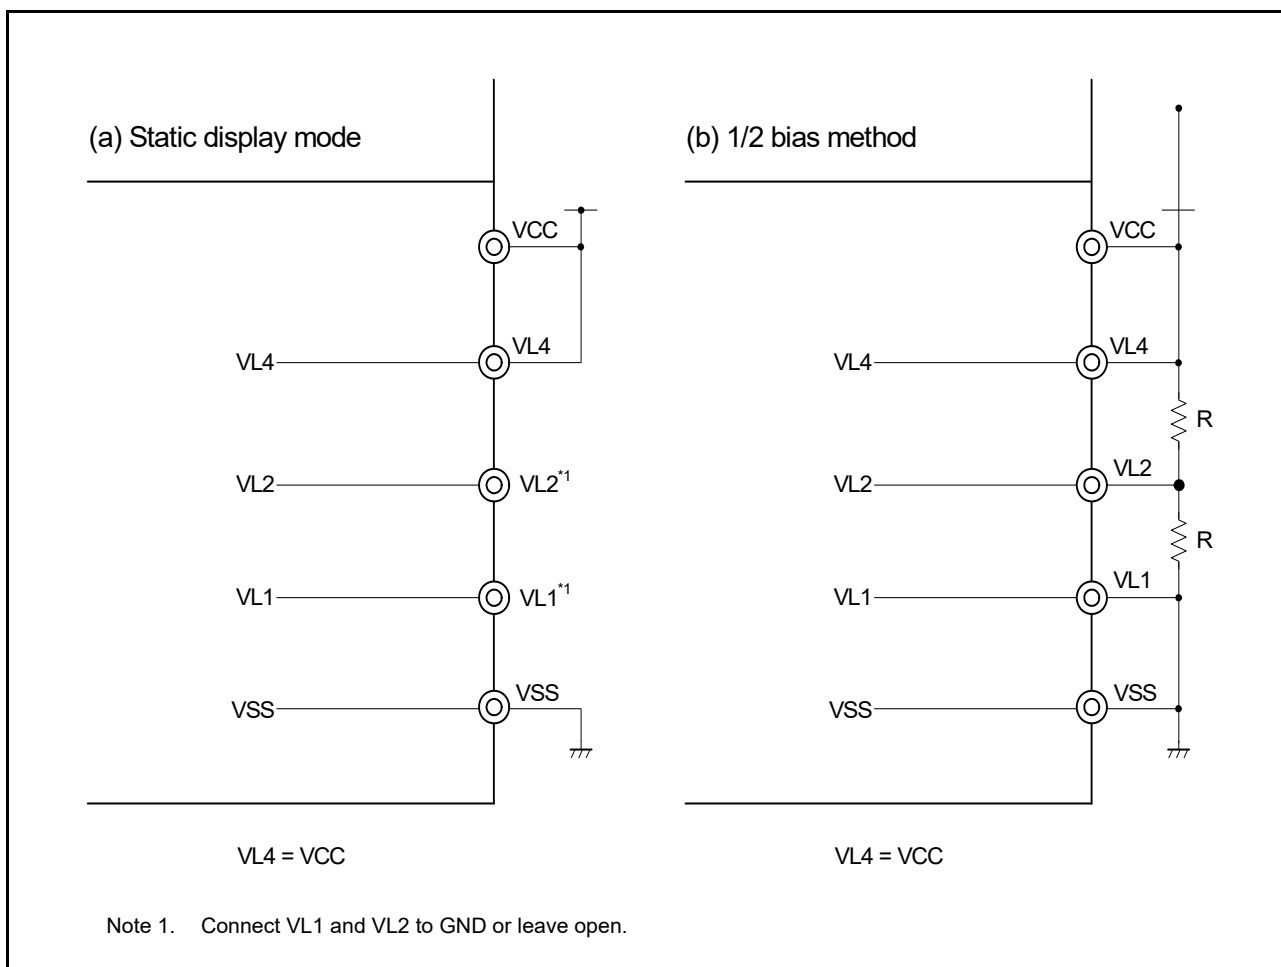 (a) Static display mode
VCC
VL4 VL4
VL2 VL2*1
VL1 VL1*1
VSS VSS
VL4 = VCC
(b) 1/2 bias method
VCC
VL4 VL4
R
VL2 VL2
R
VL1 VL1
VSS VSS
VL4 = VCC
Note 1. Connect VL1 and VL2 to GND or leave open.